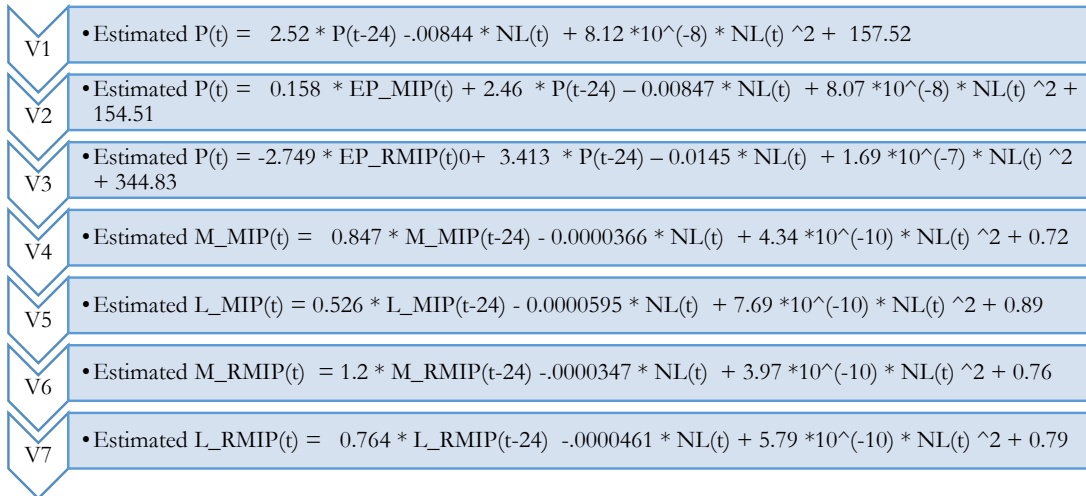 V1
•Estimated P(t) = 2.52 * P(t-24) -.00844 * NL(t) + 8.12 *10^(-8) * NL(t) ^2 + 157.52
V2
•Estimated P(t) = 0.158 * EP_MIP(t) + 2.46 * P(t-24) – 0.00847 * NL(t) + 8.07 *10^(-8) * NL(t) ^2 +
154.51
V3
•Estimated P(t) = -2.749 * EP_RMIP(t)0+ 3.413 * P(t-24) – 0.0145 * NL(t) + 1.69 *10^(-7) * NL(t) ^2
+ 344.83
V4
•Estimated M_MIP(t) = 0.847 * M_MIP(t-24) - 0.0000366 * NL(t) + 4.34 *10^(-10) * NL(t) ^2 + 0.72
V5
•Estimated L_MIP(t) = 0.526 * L_MIP(t-24) - 0.0000595 * NL(t) + 7.69 *10^(-10) * NL(t) ^2 + 0.89
V6
•Estimated M_RMIP(t) = 1.2 * M_RMIP(t-24) -.0000347 * NL(t) + 3.97 *10^(-10) * NL(t) ^2 + 0.76
V7
•Estimated L_RMIP(t) = 0.764 * L_RMIP(t-24) -.0000461 * NL(t) + 5.79 *10^(-10) * NL(t) ^2 + 0.79